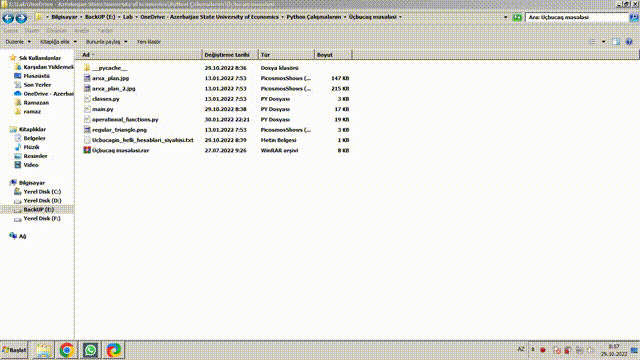 Bilgisayar ▸ BackUP (E:) ▸ Lab ▸ OneDrive - Azerbaijan State University of Economics ▸ Python Çalışmalarım ▸ Üçbucaq məsələsi
Ara: Üçbucaq məsələsi
Düzenle
Kitaplığa ekle
Bununla paylaş
Yeni klasör
Ad
Değiştirme tarihi
Tür
Boyut
Sık Kullanılanlar
Karşıdan Yüklemeler
Masaüstü
Son Yerler
OneDrive - Azerbai
Ramazan
ramaz
Kitaplıklar
Belgeler
Müzik
Resimler
Video
Bilgisayar
Yerel Disk (C:)
Yerel Disk (D:)
BackUP (E:)
Yerel Disk (F:)
Ağ
__pycache__ 29.10.2022 8:36 Dosya klasörü
arxa_plan.jpg 13.01.2022 7:53 PicosmosShows (... 147 KB
arxa_plan_2.jpg 13.01.2022 7:53 PicosmosShows (... 215 KB
classes.py 13.01.2022 7:53 PY Dosyası 3 KB
main.py 29.10.2022 8:38 PY Dosyası 17 KB
operational_functions.py 30.01.2022 22:21 PY Dosyası 19 KB
regular_triangle.png 13.01.2022 7:53 PicosmosShows (... 3 KB
Ucbucagin_helli_hesablari_siyahisi.txt 29.10.2022 8:39 Metin Belgesi 1 KB
Üçbucaq məsələsi.rar 27.07.2022 9:26 WinRAR arşivi 8 KB
Başlat
AZ
8:57
29.10.2022